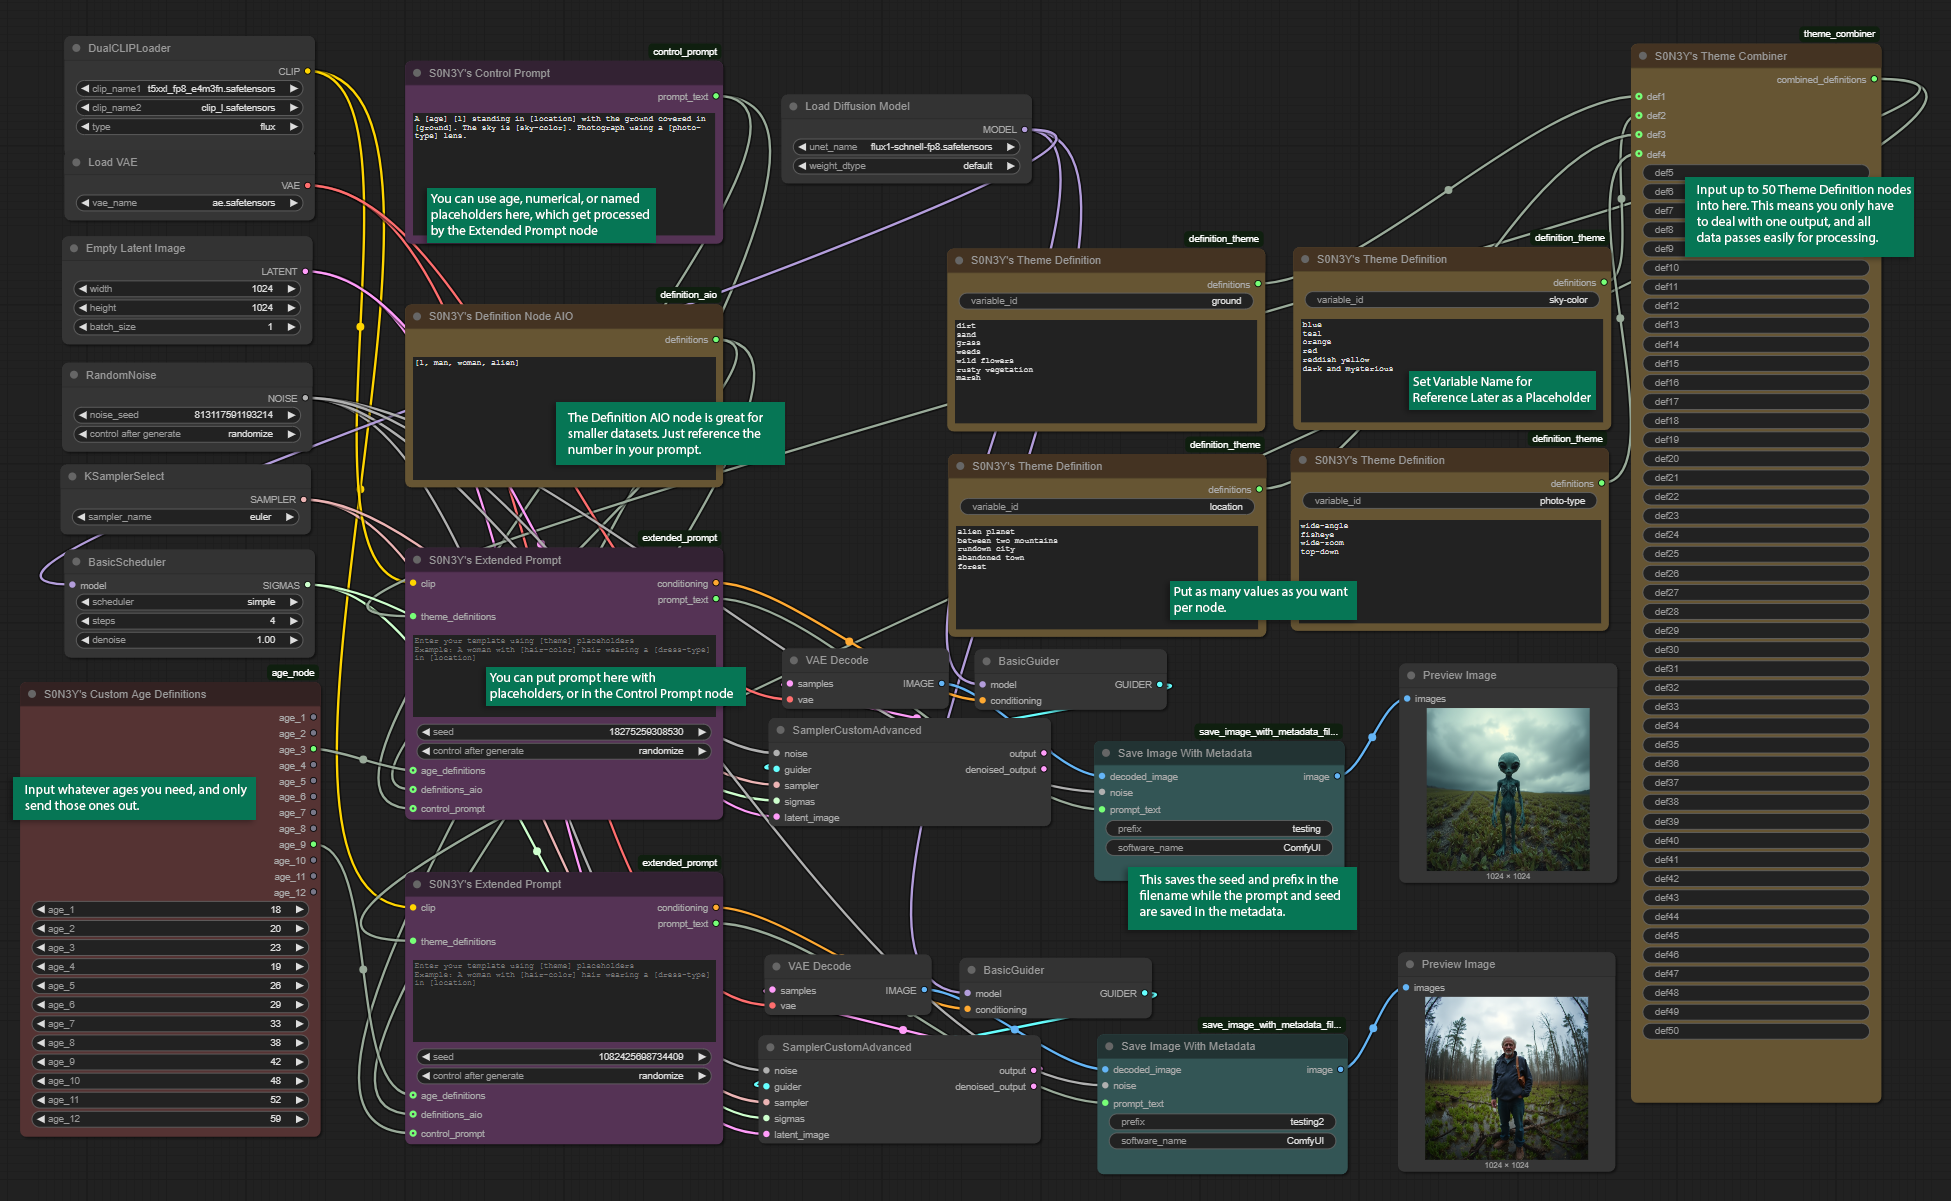 DualCLIPLoader
CLIP
clip_name1 t5xxl_fp8_e4m3fn.safetensors
clip_name2 clip_l.safetensors
type flux
Load VAE
VAE
vae_name ae.safetensors
Empty Latent Image
LATENT
width 1024
height 1024
batch_size 1
RandomNoise
NOISE
noise_seed 813117591193214
control after generate randomize
KSamplerSelect
SAMPLER
sampler_name euler
BasicScheduler
model SIGMAS
scheduler simple
steps 4
denoise 1.00
age_node
S0N3Y's Custom Age Definitions
age_1
age_2
age_3
age_4
age_5
age_6
age_7
age_8
age_9
age_10
age_11
age_12
Input whatever ages you need, and only
send those ones out.
age_1 18
age_2 20
age_3 23
age_4 19
age_5 26
age_6 29
age_7 33
age_8 38
age_9 42
age_10 48
age_11 52
age_12 59
control_prompt
S0N3Y's Control Prompt
prompt_text
A [age] [1] standing in [location] with the ground covered in
[ground]. The sky is [sky-color]. Photograph using a [photo-
type] lens.
You can use age, numerical, or named
placeholders here, which get processed
by the Extended Prompt node
definition_aio
S0N3Y's Definition Node AIO
definitions
[1, man, woman, alien]
The Definition AIO node is great for
smaller datasets. Just reference the
number in your prompt.
extended_prompt
S0N3Y's Extended Prompt
clip conditioning
prompt_text
theme_definitions
Enter your template using [theme] placeholders
Example: A woman with [hair-color] hair wearing a [dress-type]
in [location]
You can put prompt here with
placeholders, or in the Control Prompt node
seed 18275259308530
control after generate randomize
age_definitions
definitions_aio
control_prompt
extended_prompt
S0N3Y's Extended Prompt
clip conditioning
prompt_text
theme_definitions
Enter your template using [theme] placeholders
Example: A woman with [hair-color] hair wearing a [dress-type]
in [location]
seed 1082425698734409
control after generate randomize
age_definitions
definitions_aio
control_prompt
Load Diffusion Model
MODEL
unet_name flux1-schnell-fp8.safetensors
weight_dtype default
definition_theme
S0N3Y's Theme Definition
definitions
variable_id ground
dirt
sand
grass
weeds
wild flowers
rusty vegetation
marsh
definition_theme
S0N3Y's Theme Definition
definitions
variable_id sky-color
blue
teal
orange
red
reddish yellow
dark and mysterious
Set Variable Name for
Reference Later as a Placeholder
definition_theme
S0N3Y's Theme Definition
definitions
variable_id location
alien planet
between two mountains
rundown city
abandoned town
forest
definition_theme
S0N3Y's Theme Definition
definitions
variable_id photo-type
wide-angle
fisheye
wide-zoom
top-down
Put as many values as you want
per node.
VAE Decode
samples IMAGE
vae
BasicGuider
model GUIDER
conditioning
SamplerCustomAdvanced
noise output
guider denoised_output
sampler
sigmas
latent_image
save_image_with_metadata_fil...
Save Image With Metadata
decoded_image image
noise
prompt_text
prefix testing
software_name ComfyUI
This saves the seed and prefix in the
filename while the prompt and seed
are saved in the metadata.
Preview Image
images
1024 × 1024
VAE Decode
samples IMAGE
vae
BasicGuider
model GUIDER
conditioning
SamplerCustomAdvanced
noise output
guider denoised_output
sampler
sigmas
latent_image
save_image_with_metadata_fil...
Save Image With Metadata
decoded_image image
noise
prompt_text
prefix testing2
software_name ComfyUI
Preview Image
images
1024 × 1024
theme_combiner
S0N3Y's Theme Combiner
combined_definitions
def1
def2
def3
def4
def5
def6
def7
def8
def9
Input up to 50 Theme Definition nodes
into here. This means you only have
to deal with one output, and all
data passes easily for processing.
def10
def11
def12
def13
def14
def15
def16
def17
def18
def19
def20
def21
def22
def23
def24
def25
def26
def27
def28
def29
def30
def31
def32
def33
def34
def35
def36
def37
def38
def39
def40
def41
def42
def43
def44
def45
def46
def47
def48
def49
def50